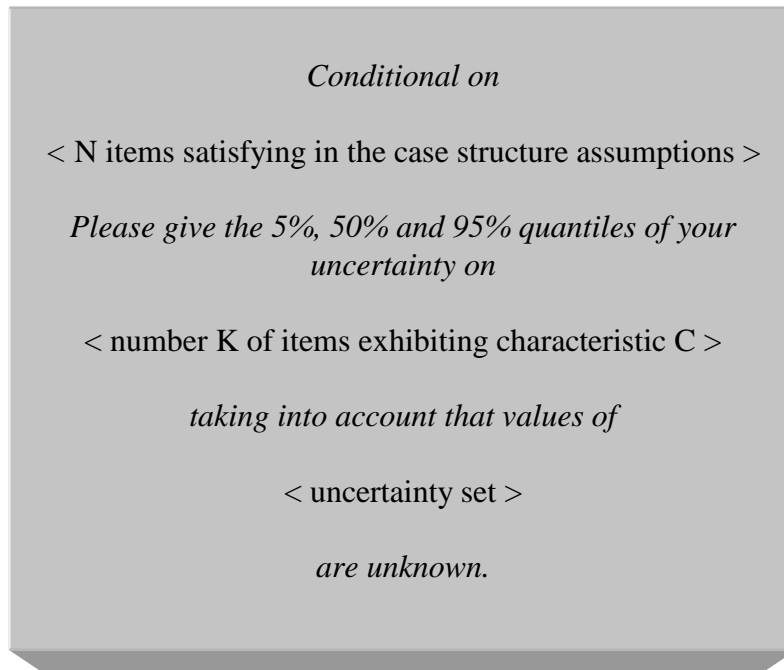 Conditional on
< N items satisfying in the case structure assumptions >
Please give the 5%, 50% and 95% quantiles of your
uncertainty on
< number K of items exhibiting characteristic C >
taking into account that values of
< uncertainty set >
are unknown.